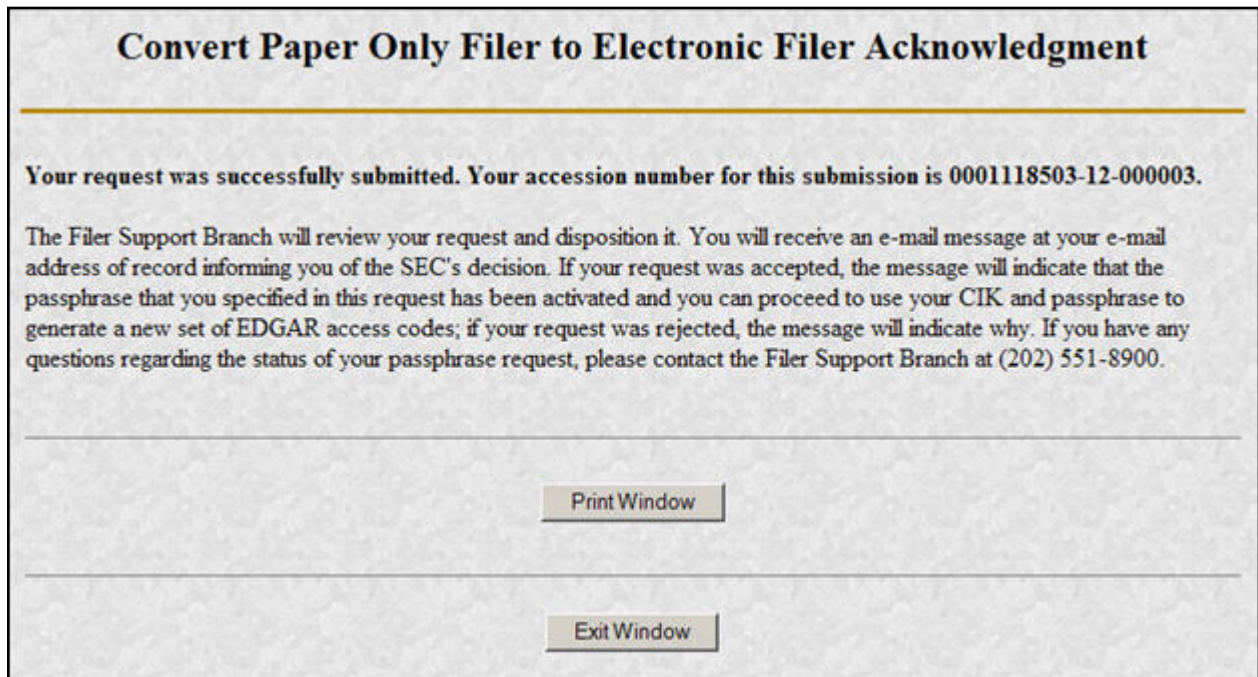 Convert Paper Only Filer to Electronic Filer Acknowledgment
Your request was successfully submitted. Your accession number for this submission is 0001118503-12-000003.
The Filer Support Branch will review your request and disposition it. You will receive an e-mail message at your e-mail
address of record informing you of the SEC's decision. If your request was accepted, the message will indicate that the
passphrase that you specified in this request has been activated and you can proceed to use your CIK and passphrase to
generate a new set of EDGAR access codes; if your request was rejected, the message will indicate why. If you have any
questions regarding the status of your passphrase request, please contact the Filer Support Branch at (202) 551-8900.
Print Window
Exit Window